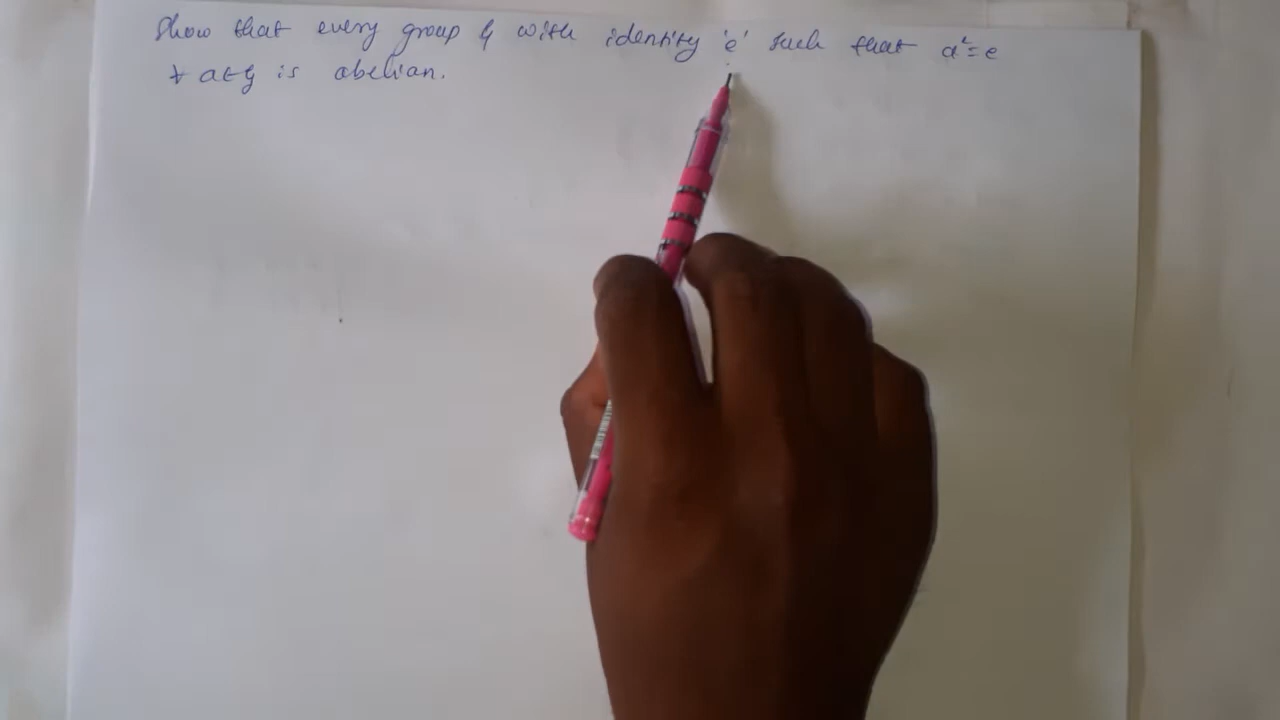 Show that every group G with identity 'e' such that a²=e
∀ a∈G is abelian.